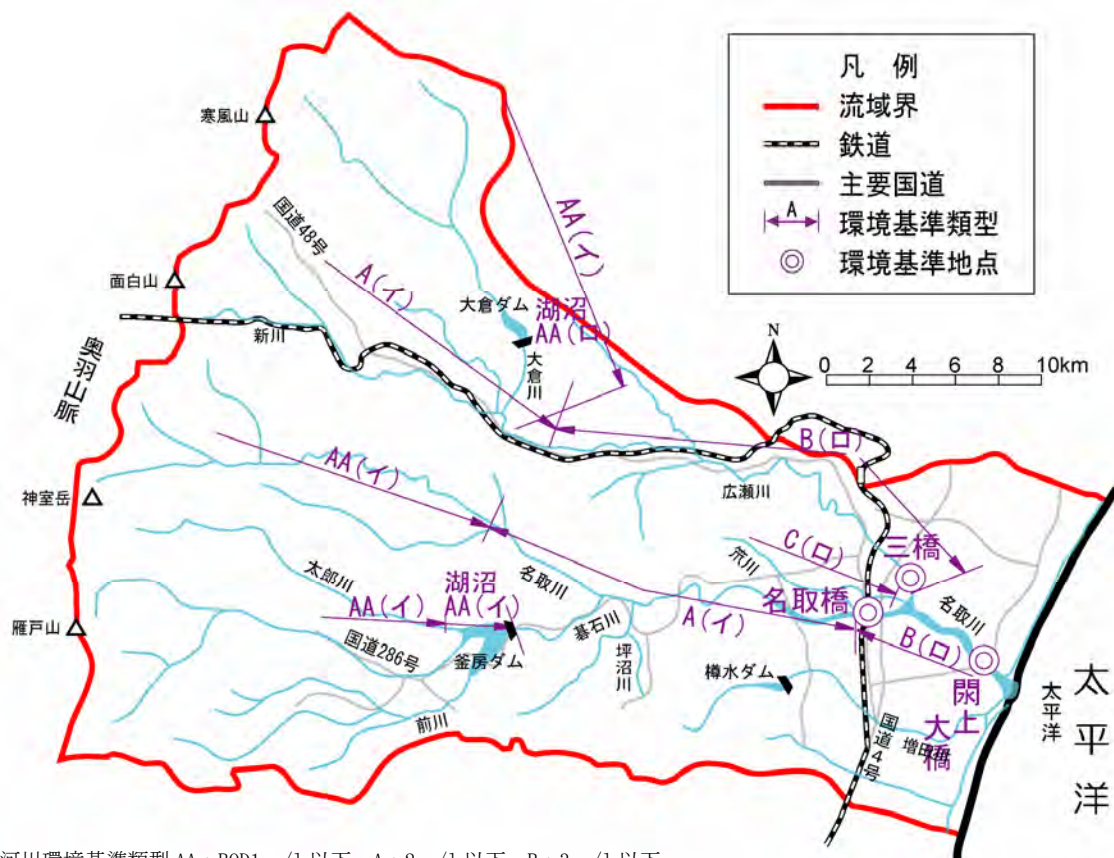 凡 例
流域界
鉄道
主要国道
A
環境基準類型
環境基準地点
N
0 2 4 6 8 10km
寒風山
国道48号
AA(イ)
A(イ)
面白山
大倉ダム
湖沼
AA(ロ)
新川
大倉川
奥羽山脈
B(ロ)
AA(イ)
広瀬川
神室岳
C(ロ)
三橋
太郎川
湖沼
AA(イ)
名取川
笊川
名取橋
名取川
AA(イ)
碁石川
A(イ)
雁戸山
国道286号
釜房ダム
坪沼川
B(ロ)
樽水ダム
閖上
大橋
太平洋
太平洋
前川
国道4号
増田川